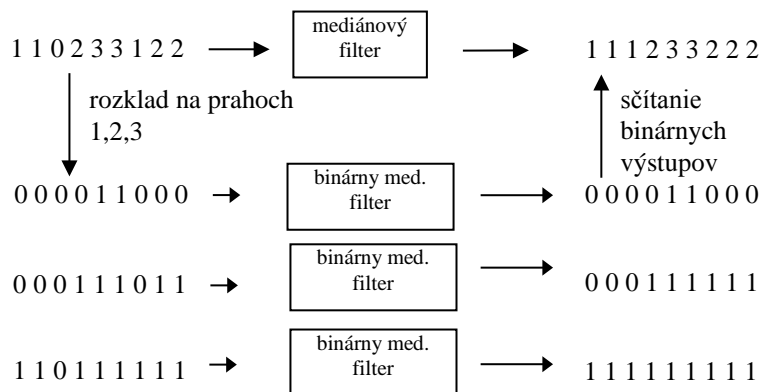 1 1 0 2 3 3 1 2 2
mediánový
filter
1 1 1 2 3 3 2 2 2
rozklad na prahoch
1,2,3
sčítanie
binárnych
výstupov
0 0 0 0 1 1 0 0 0
binárny med.
filter
0 0 0 0 1 1 0 0 0
0 0 0 1 1 1 0 1 1
binárny med.
filter
0 0 0 1 1 1 1 1 1
1 1 0 1 1 1 1 1 1
binárny med.
filter
1 1 1 1 1 1 1 1 1